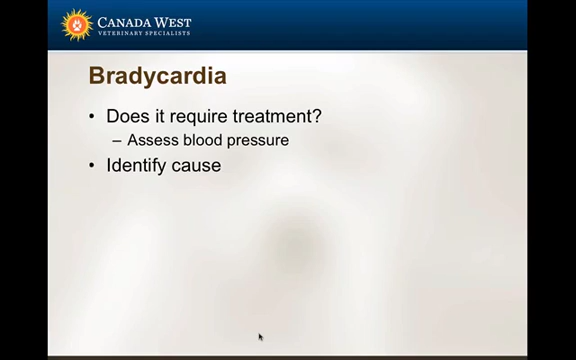 CANADA WEST
VETERINARY SPECIALISTS
Bradycardia
• Does it require treatment?
– Assess blood pressure
• Identify cause